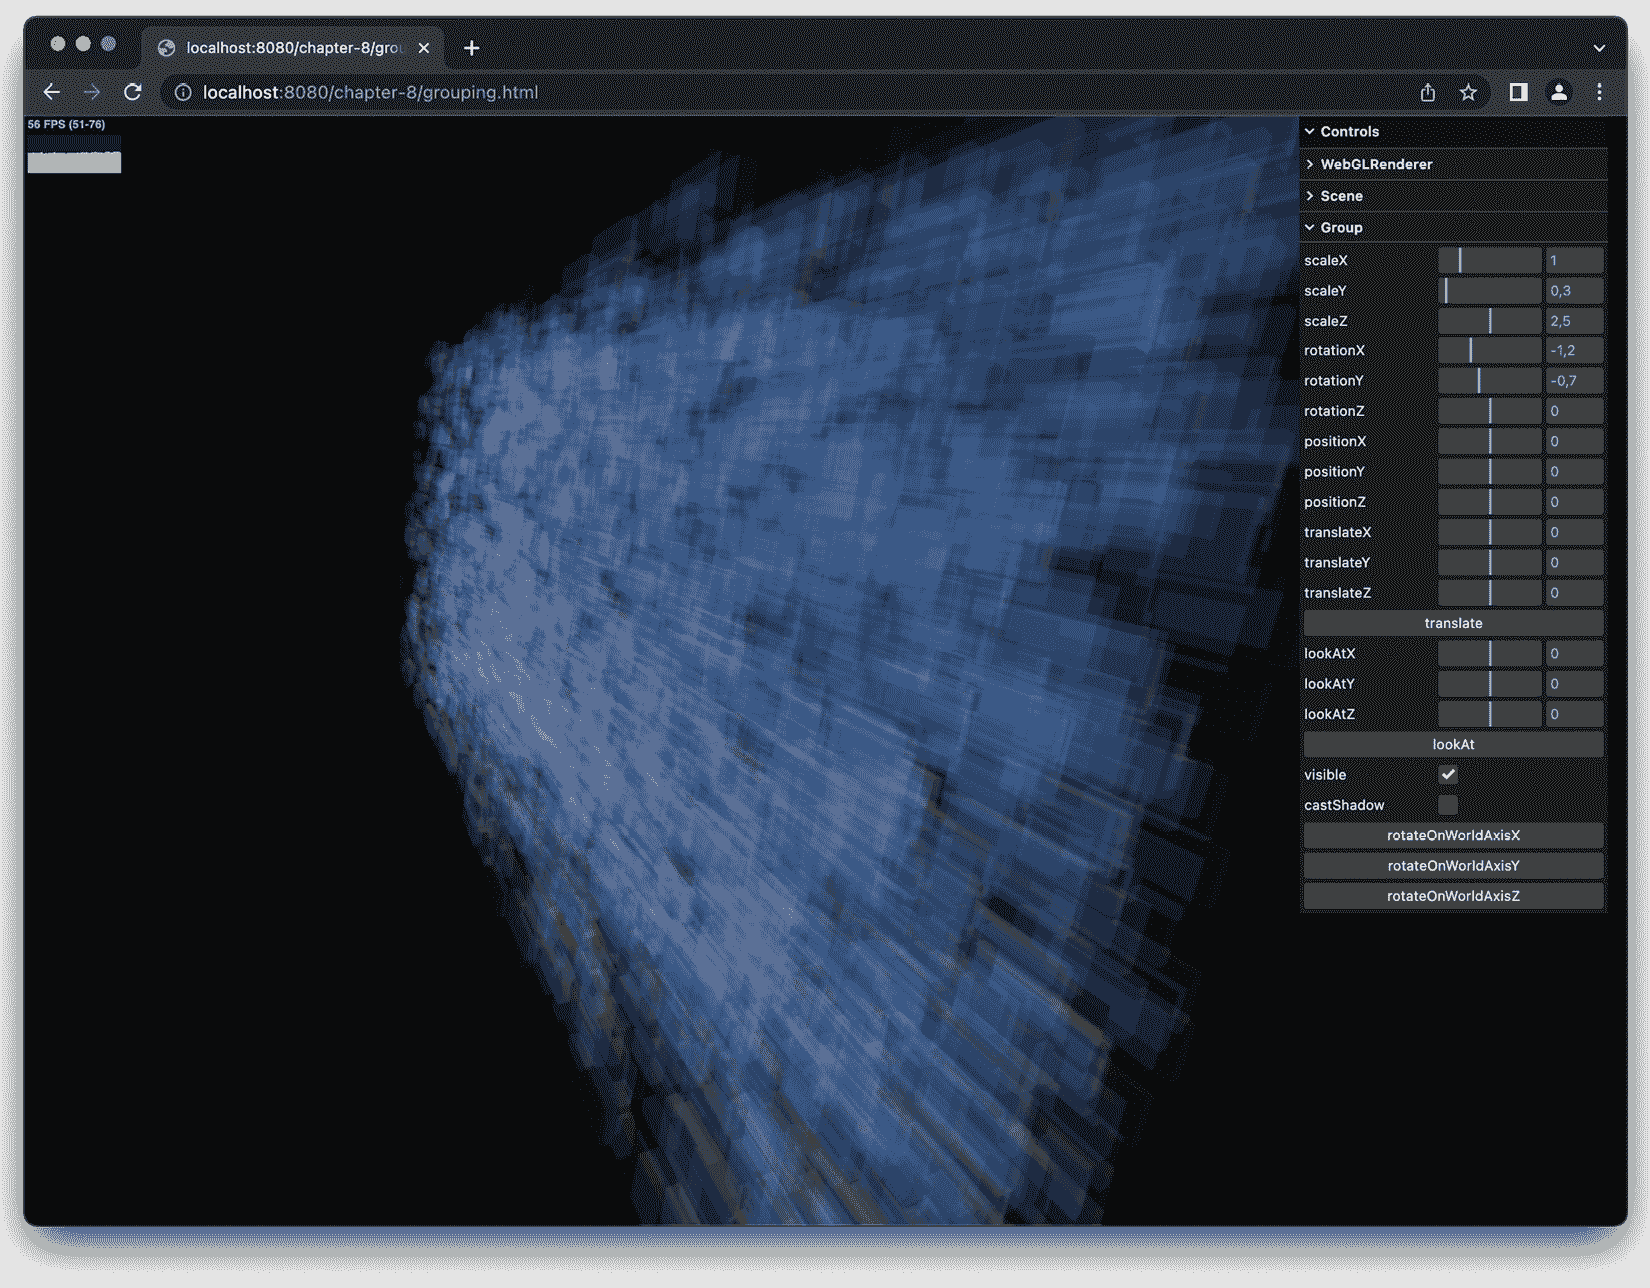 localhost:8080/chapter-8/grou
localhost:8080/chapter-8/grouping.html
56 FPS (51-76)
Controls
WebGLRenderer
Scene
Group
scaleX 1
scaleY 0,3
scaleZ 2,5
rotationX -1,2
rotationY -0,7
rotationZ 0
positionX 0
positionY 0
positionZ 0
translateX 0
translateY 0
translateZ 0
translate
lookAtX 0
lookAtY 0
lookAtZ 0
lookAt
visible
castShadow
rotateOnWorldAxisX
rotateOnWorldAxisY
rotateOnWorldAxisZ